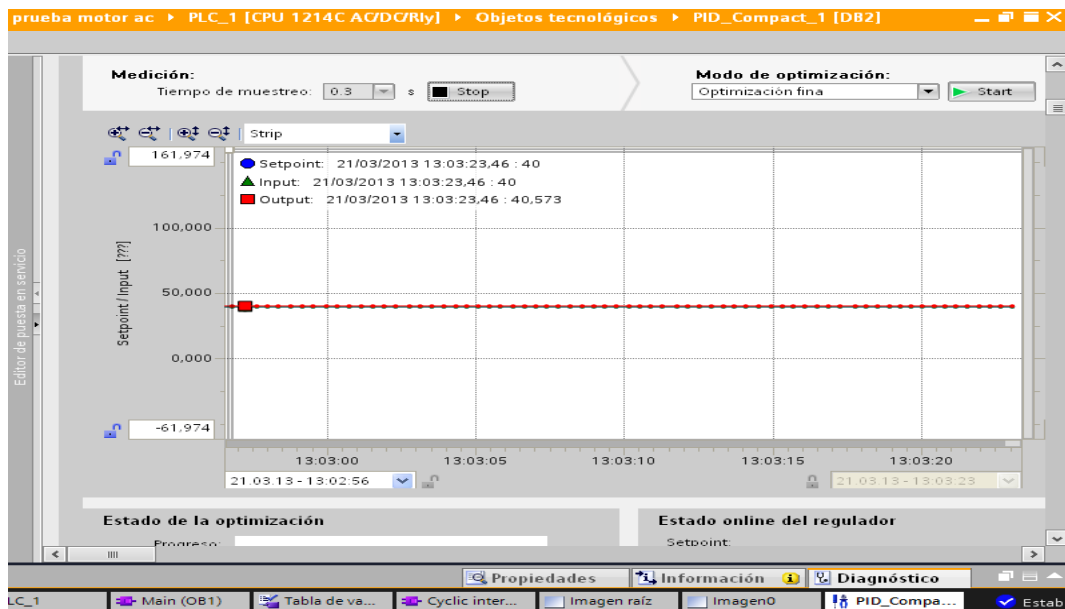 prueba motor ac ▸ PLC_1 [CPU 1214C AC/DC/Rly] ▸ Objetos tecnológicos ▸ PID_Compact_1 [DB2]
Medición:
Modo de optimización:
Tiempo de muestreo: 0.3 s Stop
Optimización fina Start
Strip
161,974
Setpoint: 21/03/2013 13:03:23,46 : 40
Input: 21/03/2013 13:03:23,46 : 40
Output: 21/03/2013 13:03:23,46 : 40,573
100,000
50,000
0,000
-61,974
Setpoint/Input [???]
Editor de puesta en servicio
13:03:00 13:03:05 13:03:10 13:03:15 13:03:20
21.03.13 - 13:02:56 21.03.13 - 13:03:23
Estado de la optimización
Estado online del regulador
Progreso:
Setpoint:
Propiedades Información Diagnóstico
LC_1 Main (OB1) Tabla de va... Cyclic inter... Imagen raíz Imagen0 PID_Compa... Estab